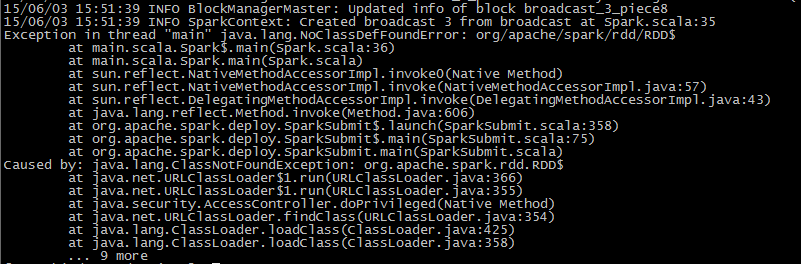 15/06/03 15:51:39 INFO BlockManagerMaster: Updated info of block broadcast_3_piece8
15/06/03 15:51:39 INFO SparkContext: Created broadcast 3 from broadcast at Spark.scala:35
Exception in thread "main" java.lang.NoClassDefFoundError: org/apache/spark/rdd/RDD$
at main.scala.Spark$.main(Spark.scala:36)
at main.scala.Spark.main(Spark.scala)
at sun.reflect.NativeMethodAccessorImpl.invoke0(Native Method)
at sun.reflect.NativeMethodAccessorImpl.invoke(NativeMethodAccessorImpl.java:57)
at sun.reflect.DelegatingMethodAccessorImpl.invoke(DelegatingMethodAccessorImpl.java:43)
at java.lang.reflect.Method.invoke(Method.java:606)
at org.apache.spark.deploy.SparkSubmit$.launch(SparkSubmit.scala:358)
at org.apache.spark.deploy.SparkSubmit$.main(SparkSubmit.scala:75)
at org.apache.spark.deploy.SparkSubmit.main(SparkSubmit.scala)
Caused by: java.lang.ClassNotFoundException: org.apache.spark.rdd.RDD$
at java.net.URLClassLoader$1.run(URLClassLoader.java:366)
at java.net.URLClassLoader$1.run(URLClassLoader.java:355)
at java.security.AccessController.doPrivileged(Native Method)
at java.net.URLClassLoader.findClass(URLClassLoader.java:354)
at java.lang.ClassLoader.loadClass(ClassLoader.java:425)
at java.lang.ClassLoader.loadClass(ClassLoader.java:358)
... 9 more